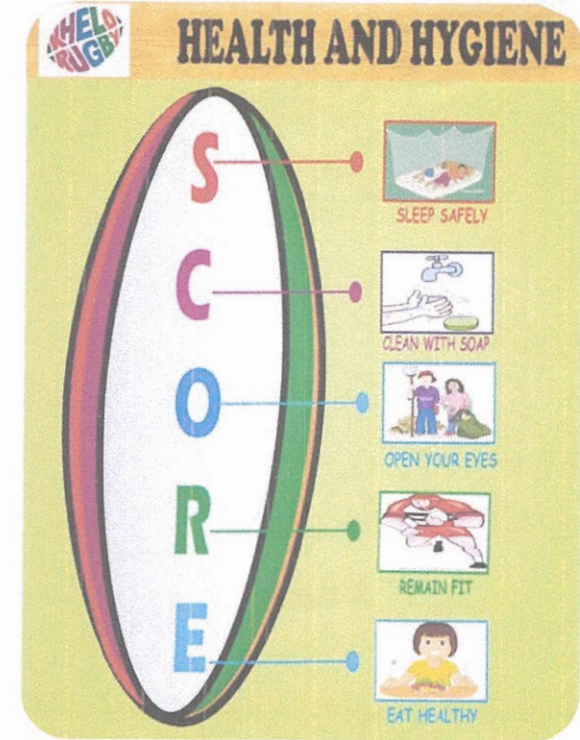 KHELO
RUGBY
HEALTH AND HYGIENE
S
SLEEP SAFELY
C
CLEAN WITH SOAP
O
OPEN YOUR EYES
R
REMAIN FIT
E
EAT HEALTHY